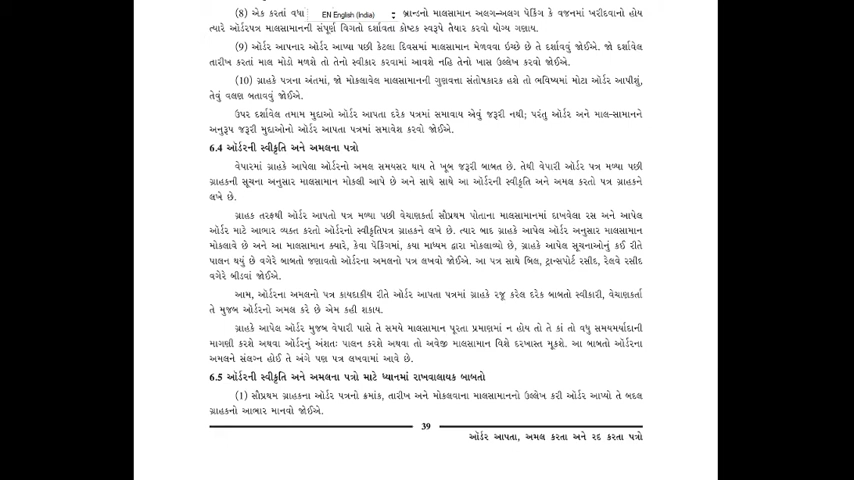 (8) એક કરતાં વધા EN English (India) બ્રાન્ડનો માલસામાન અલગ-અલગ પેકિંગ કે વજનમાં ખરીદવાનો હોય
ત્યારે ઑર્ડરપત્ર માલસામાનની સંપૂર્ણ વિગતો દર્શાવતા કોષ્ટક સ્વરૂપે તૈયાર કરવો યોગ્ય ગણાય.
(9) ઑર્ડર આપનાર ઑર્ડર આપ્યા પછી કેટલા દિવસમાં માલસામાન મેળવવા ઇચ્છે છે તે દર્શાવવું જોઈએ. જો દર્શાવેલ
તારીખ કરતાં માલ મોડો મળશે તો તેનો સ્વીકાર કરવામાં આવશે નહિ તેનો ખાસ ઉલ્લેખ કરવો જોઈએ.
(10) ગ્રાહકે પત્રના અંતમાં, જો મોકલાવેલ માલસામાનની ગુણવત્તા સંતોષકારક હશે તો ભવિષ્યમાં મોટા ઑર્ડર આપીશું,
તેવું વલણ બતાવવું જોઈએ.
ઉપર દર્શાવેલ તમામ મુદાઓ ઑર્ડર આપતા દરેક પત્રમાં સમાવાય એવું જરૂરી નથી; પરંતુ ઑર્ડર અને માલ-સામાનને
અનુરૂપ જરૂરી મુદાઓનો ઑર્ડર આપતા પત્રમાં સમાવેશ કરવો જોઈએ.
6.4 ઑર્ડરની સ્વીકૃતિ અને અમલના પત્રો
વેપારમાં ગ્રાહકે આપેલા ઑર્ડરનો અમલ સમયસર થાય તે ખૂબ જરૂરી બાબત છે. તેથી વેપારી ઑર્ડર પત્ર મળ્યા પછી
ગ્રાહકની સૂચના અનુસાર માલસામાન મોકલી આપે છે અને સાથે સાથે આ ઑર્ડરની સ્વીકૃતિ અને અમલ કરતો પત્ર ગ્રાહકને
લખે છે.
ગ્રાહક તરફથી ઑર્ડર આપતો પત્ર મળ્યા પછી વેચાણકર્તા સૌપ્રથમ પોતાના માલસામાનમાં દાખવેલા રસ અને આપેલ
ઑર્ડર માટે આભાર વ્યક્ત કરતો ઑર્ડરનો સ્વીકૃતિપત્ર ગ્રાહકને લખે છે. ત્યાર બાદ ગ્રાહકે આપેલ ઑર્ડર અનુસાર માલસામાન
મોકલાવે છે અને આ માલસામાન ક્યારે, કેવા પેકિંગમાં, કયા માધ્યમ દ્વારા મોકલાવ્યો છે, ગ્રાહકે આપેલ સૂચનાઓનું કઈ રીતે
પાલન થયું છે વગેરે બાબતો જણાવતો ઑર્ડરના અમલનો પત્ર લખવો જોઈએ. આ પત્ર સાથે બિલ, ટ્રાન્સપોર્ટ રસીદ, રેલવે રસીદ
વગેરે બીડવાં જોઈએ.
આમ, ઑર્ડરના અમલનો પત્ર કાયદાકીય રીતે ઑર્ડર આપતા પત્રમાં ગ્રાહકે રજૂ કરેલ દરેક બાબતો સ્વીકારી, વેચાણકર્તા
તે મુજબ ઑર્ડરનો અમલ કરે છે એમ કહી શકાય.
ગ્રાહકે આપેલ ઑર્ડર મુજબ વેપારી પાસે તે સમયે માલસામાન પૂરતા પ્રમાણમાં ન હોય તો તે કાં તો વધુ સમયમર્યાદાની
માગણી કરશે અથવા ઑર્ડરનું અંશતઃ પાલન કરશે અથવા તો અવેજી માલસામાન વિશે દરખાસ્ત મૂકશે. આ બાબતો ઑર્ડરના
અમલને સંલગ્ન હોઈ તે અંગે પણ પત્ર લખવામાં આવે છે.
6.5 ઑર્ડરની સ્વીકૃતિ અને અમલના પત્રો માટે ધ્યાનમાં રાખવાલાયક બાબતો
(1) સૌપ્રથમ ગ્રાહકના ઑર્ડર પત્રનો ક્રમાંક, તારીખ અને મોકલવાના માલસામાનનો ઉલ્લેખ કરી ઑર્ડર આપ્યો તે બદલ
ગ્રાહકનો આભાર માનવો જોઈએ.
39
ઑર્ડર આપતા, અમલ કરતા અને રદ કરતા પત્રો